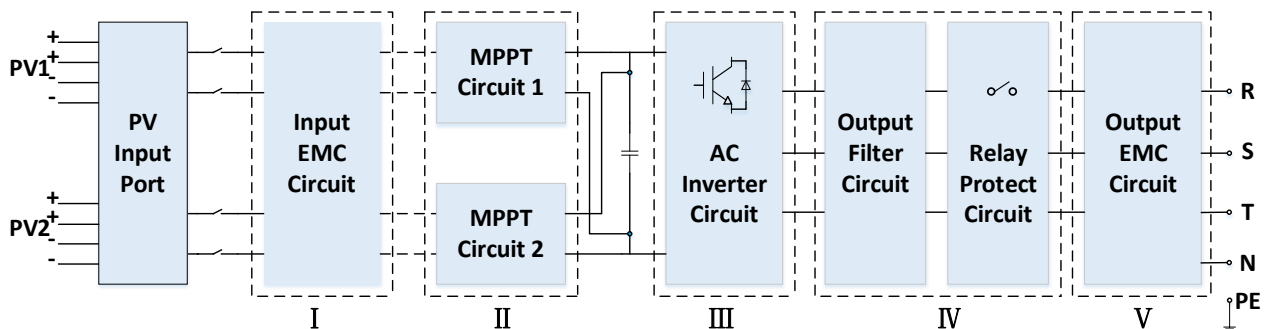 +
+
PV1
-
-
PV
Input
Port
+
+
PV2
-
-
Input
EMC
Circuit
MPPT
Circuit 1
MPPT
Circuit 2
AC
Inverter
Circuit
Output
Filter
Circuit
Relay
Protect
Circuit
Output
EMC
Circuit
R
S
T
N
PE
Ⅰ
Ⅱ
Ⅲ
Ⅳ
Ⅴ